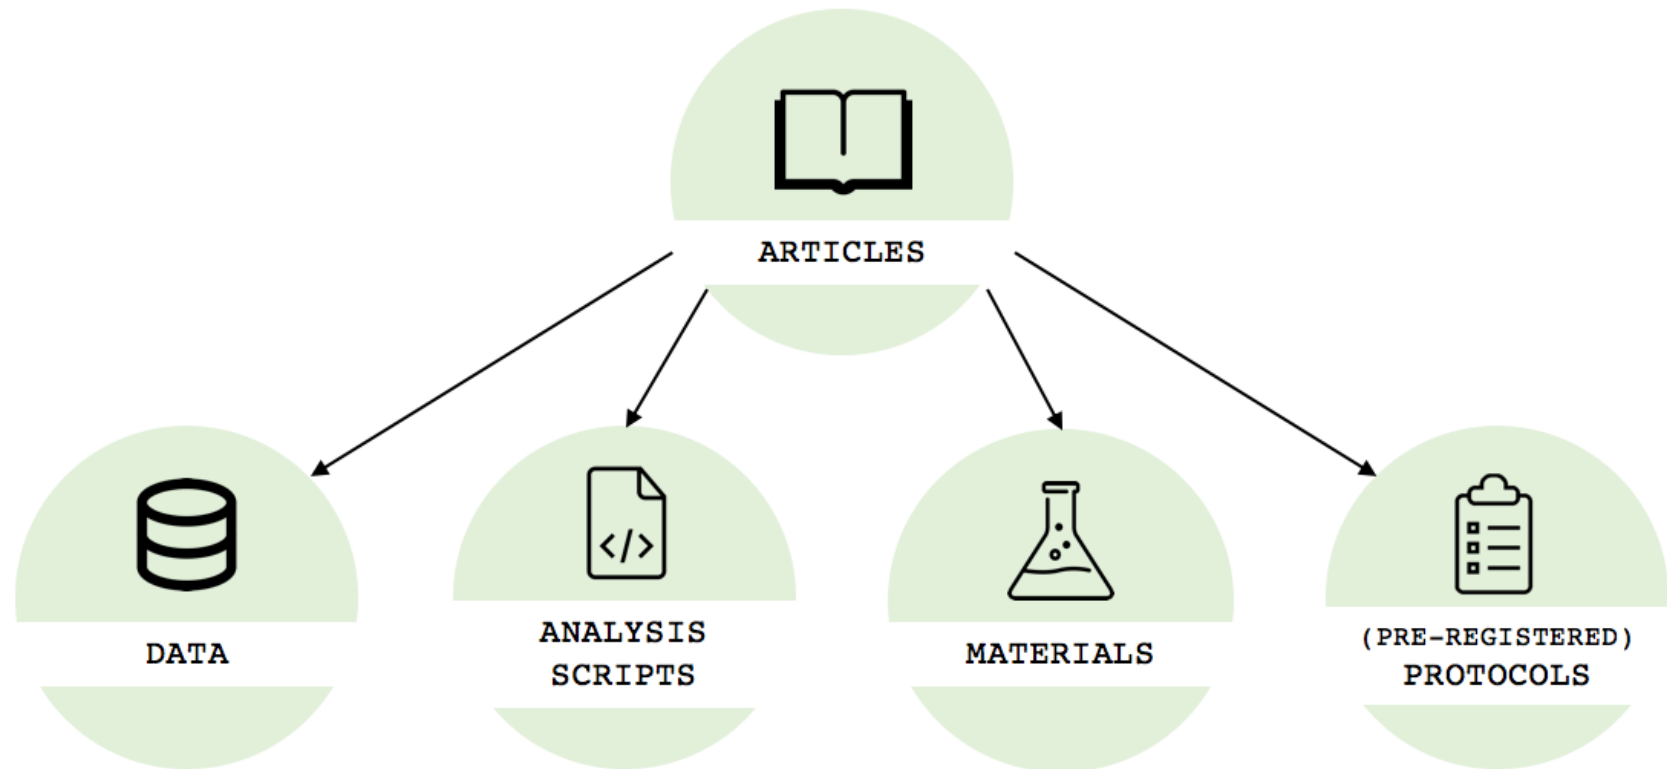 ARTICLES
DATA
ANALYSIS
SCRIPTS
MATERIALS
(PRE-REGISTERED)
PROTOCOLS